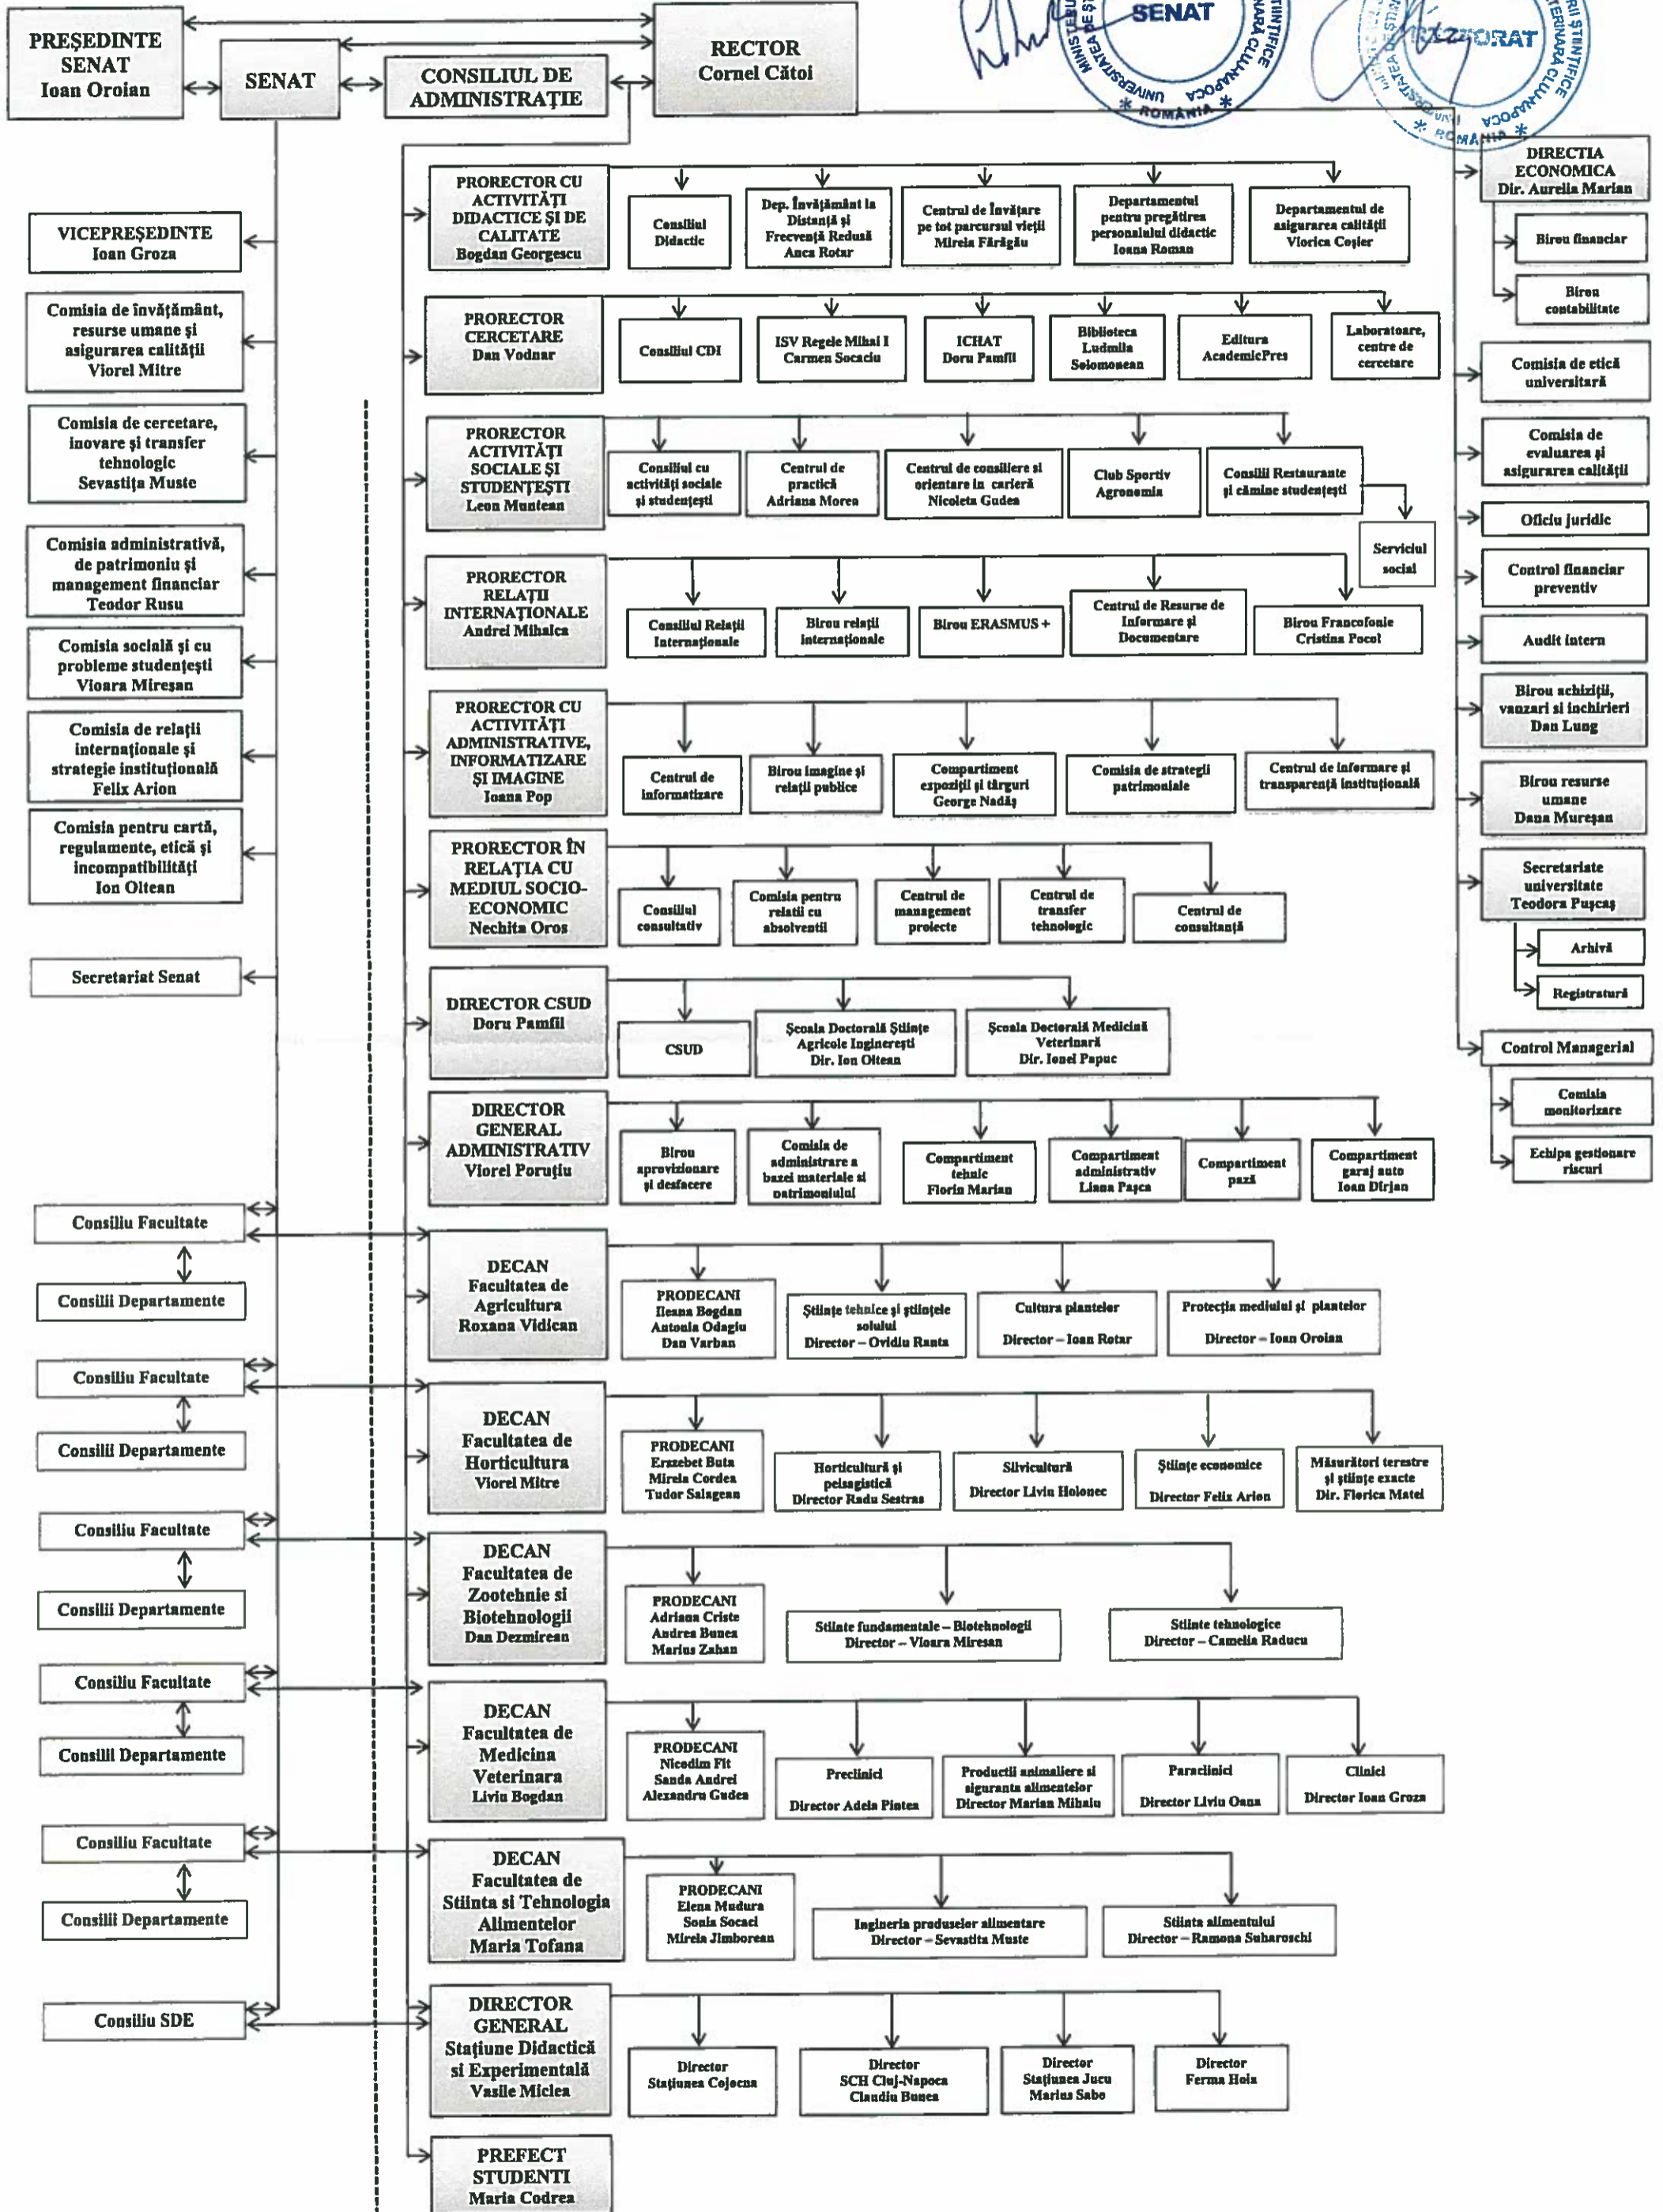 PREŞEDINTE
SENAT
Ioan Oroian
SENAT
CONSILIUL DE
ADMINISTRAŢIE
RECTOR
Cornel Cătoi
SENAT
UNIVERSITATEA DE ŞTIINŢE
CLUJ-NAPOCA
* ROMÂNIA *
ŞTIINŢIFICE
CLUJ-NAPOCA
* ROMÂNIA *
VICEPREŞEDINTE
Ioan Groza
Comisia de învăţământ,
resurse umane şi
asigurarea calităţii
Viorel Mitre
Comisia de cercetare,
inovare şi transfer
tehnologic
Sevastiţa Muste
Comisia administrativă,
de patrimoniu şi
management financiar
Teodor Rusu
Comisia socială şi cu
probleme studenţeşti
Vioara Mireşan
Comisia de relaţii
internaţionale şi
strategie instituţională
Felix Arion
Comisia pentru cartă,
regulamente, etică şi
incompatibilităţi
Ion Oltean
Secretariat Senat
Consiliu Facultate
Consilii Departamente
Consiliu Facultate
Consilii Departamente
Consiliu Facultate
Consilii Departamente
Consiliu Facultate
Consilii Departamente
Consiliu Facultate
Consilii Departamente
Consiliu SDE
PRORECTOR CU
ACTIVITĂŢI
DIDACTICE ŞI DE
CALITATE
Bogdan Georgescu
Consiliul
Didactic
Dep. Învăţământ la
Distanţă şi
Frecvenţă Redusă
Anca Rotar
Centrul de Învăţare
pe tot parcursul vieţii
Mirela Fărăgău
Departamentul
pentru pregătirea
personalului didactic
Ioana Roman
Departamentul de
asigurarea calităţii
Viorica Coşier
PRORECTOR
CERCETARE
Dan Vodnar
Consiliul CDI
ISV Regele Mihai I
Carmen Socaciu
ICHAT
Doru Pamfil
Biblioteca
Ludmila
Solomonean
Editura
AcademicPres
Laboratoare,
centre de
cercetare
PRORECTOR
ACTIVITĂŢI
SOCIALE ŞI
STUDENŢEŞTI
Leon Muntean
Consiliul cu
activităţi sociale
şi studenţeşti
Centrul de
practică
Adriana Morea
Centrul de consiliere si
orientare in carieră
Nicoleta Gudea
Club Sportiv
Agronomia
Consilii Restaurante
şi cămine studenţeşti
Serviciul
social
PRORECTOR
RELAŢII
INTERNAŢIONALE
Andrei Mihalca
Consiliul Relaţii
Internaţionale
Birou relaţii
internaţionale
Birou ERASMUS +
Centrul de Resurse de
Informare şi
Documentare
Birou Francofonie
Cristina Pocol
PRORECTOR CU
ACTIVITĂŢI
ADMINISTRATIVE,
INFORMATIZARE
ŞI IMAGINE
Ioana Pop
Centrul de
informatizare
Birou imagine şi
relaţii publice
Compartiment
expoziţii şi târguri
George Nadăş
Comisia de strategii
patrimoniale
Centrul de informare şi
transparenţă instituţională
PRORECTOR ÎN
RELAŢIA CU
MEDIUL SOCIO-
ECONOMIC
Nechita Oros
Consiliul
consultativ
Comisia pentru
relatii cu
absolventii
Centrul de
management
proiecte
Centrul de
transfer
tehnologic
Centrul de
consultanţă
DIRECTOR CSUD
Doru Pamfil
CSUD
Şcoala Doctorală Ştiinţe
Agricole Inginereşti
Dir. Ion Oltean
Şcoala Doctorală Medicină
Veterinară
Dir. Ionel Papuc
DIRECTOR
GENERAL
ADMINISTRATIV
Viorel Poruţiu
Birou
aprovizionare
şi desfacere
Comisia de
administrare a
bazei materiale si
patrimoniului
Compartiment
tehnic
Florin Marian
Compartiment
administrativ
Liana Paşca
Compartiment
pază
Compartiment
garaj auto
Ioan Dirjan
DECAN
Facultatea de
Agricultura
Roxana Vidican
PRODECANI
Ileana Bogdan
Antonia Odagiu
Dan Varban
Ştiinţe tehnice şi ştiinţele
solului
Director – Ovidiu Ranta
Cultura plantelor
Director – Ioan Rotar
Protecţia mediului şi plantelor
Director – Ioan Oroian
DECAN
Facultatea de
Horticultura
Viorel Mitre
PRODECANI
Erszebet Buta
Mirela Cordea
Tudor Salagean
Horticultură şi
peisagistică
Director Radu Sestras
Silvicultură
Director Liviu Holonec
Ştiinţe economice
Director Felix Arion
Măsurători terestre
şi ştiinţe exacte
Dir. Florica Matei
DECAN
Facultatea de
Zootehnie si
Biotehnologii
Dan Dezmirean
PRODECANI
Adriana Criste
Andrea Bunea
Marius Zahan
Stiinte fundamentale – Biotehnologii
Director – Vioara Miresan
Stiinte tehnologice
Director – Camelia Raducu
DECAN
Facultatea de
Medicina
Veterinara
Liviu Bogdan
PRODECANI
Nicodim Fit
Sanda Andrei
Alexandru Gudea
Preclinici
Director Adela Pintea
Productii animaliere si
siguranta alimentelor
Director Marian Mihaiu
Paraclinici
Director Liviu Oana
Clinici
Director Ioan Groza
DECAN
Facultatea de
Stiinta si Tehnologia
Alimentelor
Maria Tofana
PRODECANI
Elena Mudura
Sonia Socaci
Mirela Jimborean
Ingineria produselor alimentare
Director – Sevastita Muste
Stiinta alimentului
Director – Ramona Suharoschi
DIRECTOR
GENERAL
Staţiune Didactică
si Experimentală
Vasile Miclea
Director
Staţiunea Cojocna
Director
SCH Cluj-Napoca
Claudiu Bunea
Director
Staţiunea Jucu
Marius Sabo
Director
Ferma Hoia
PREFECT
STUDENTI
Maria Codrea
DIRECTIA
ECONOMICA
Dir. Aurelia Marian
Birou financiar
Birou
contabilitate
Comisia de etică
universitară
Comisia de
evaluarea şi
asigurarea calităţii
Oficiu juridic
Control financiar
preventiv
Audit intern
Birou achiziţii,
vanzari si inchirieri
Dan Lung
Birou resurse
umane
Dana Mureşan
Secretariate
universitate
Teodora Puşcaş
Arhivă
Registratură
Control Managerial
Comisia
monitorizare
Echipa gestionare
riscuri